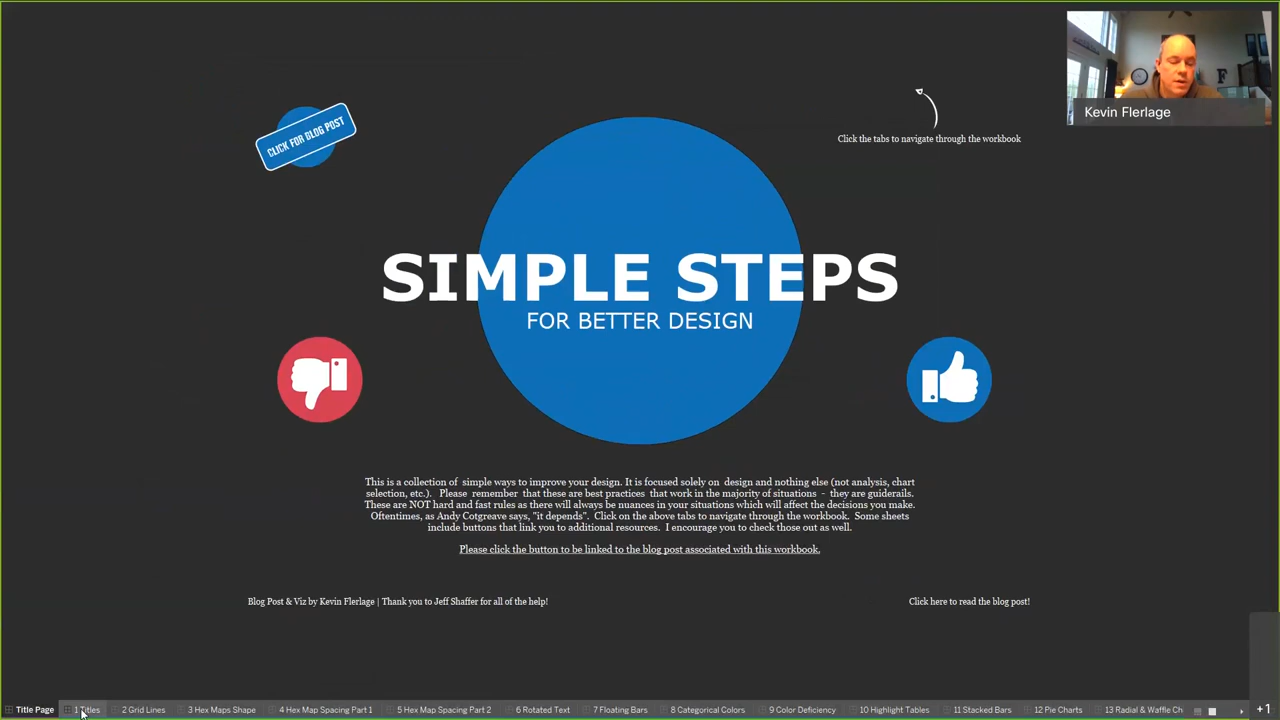 Kevin Flerlage
CLICK FOR BLOG POST
Click the tabs to navigate through the workbook
SIMPLE STEPS
FOR BETTER DESIGN
This is a collection of simple ways to improve your design. It is focused solely on design and nothing else (not analysis, chart
selection, etc.). Please remember that these are best practices that work in the majority of situations - they are guiderails.
These are NOT hard and fast rules as there will always be nuances in your situations which will affect the decisions you make.
Oftentimes, as Andy Cotgreave says, "it depends". Click on the above tabs to navigate through the workbook. Some sheets
include buttons that link you to additional resources. I encourage you to check those out as well.
Please click the button to be linked to the blog post associated with this workbook.
Blog Post & Viz by Kevin Flerlage | Thank you to Jeff Shaffer for all of the help!
Click here to read the blog post!
Title Page 1 Titles 2 Grid Lines 3 Hex Maps Shape 4 Hex Map Spacing Part 1 5 Hex Map Spacing Part 2 6 Rotated Text 7 Floating Bars 8 Categorical Colors 9 Color Deficiency 10 Highlight Tables 11 Stacked Bars 12 Pie Charts 13 Radial & Waffle Ch +1